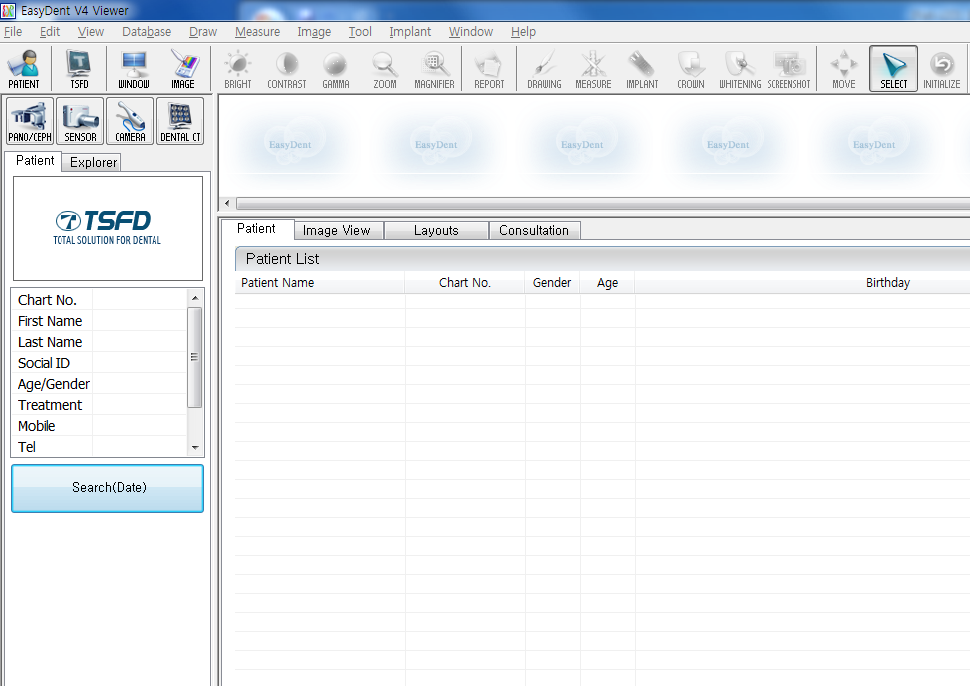 EasyDent V4 Viewer
File Edit View Database Draw Measure Image Tool Implant Window Help
PATIENT TSFD WINDOW IMAGE BRIGHT CONTRAST GAMMA ZOOM MAGNIFIER REPORT DRAWING MEASURE IMPLANT CROWN WHITENING SCREENSHOT MOVE SELECT INITIALIZE
PANO/CEPH SENSOR CAMERA DENTAL CT
EasyDent EasyDent EasyDent EasyDent EasyDent
Patient Explorer
TSFD
TOTAL SOLUTION FOR DENTAL
Patient Image View Layouts Consultation
Patient List
Patient Name Chart No. Gender Age Birthday
Chart No.
First Name
Last Name
Social ID
Age/Gender
Treatment
Mobile
Tel
Search(Date)